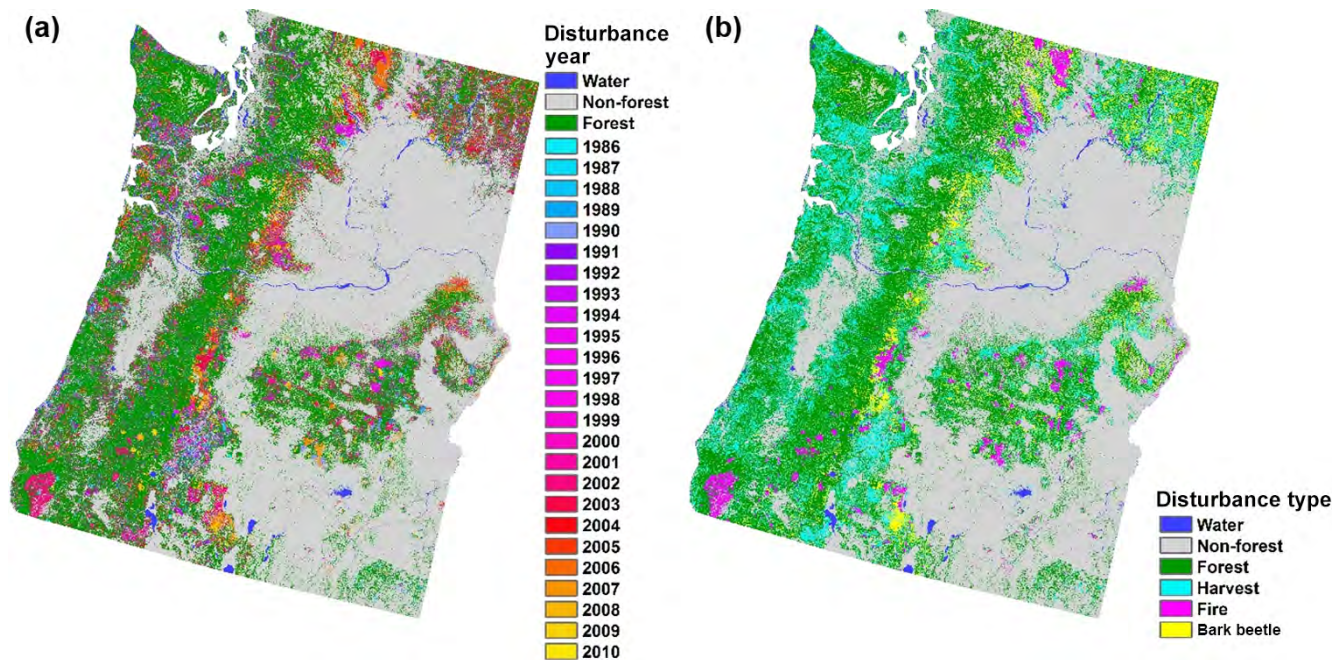 (a)
Disturbance
year
Water
Non-forest
Forest
1986
1987
1988
1989
1990
1991
1992
1993
1994
1995
1996
1997
1998
1999
2000
2001
2002
2003
2004
2005
2006
2007
2008
2009
2010
(b)
Disturbance type
Water
Non-forest
Forest
Harvest
Fire
Bark beetle